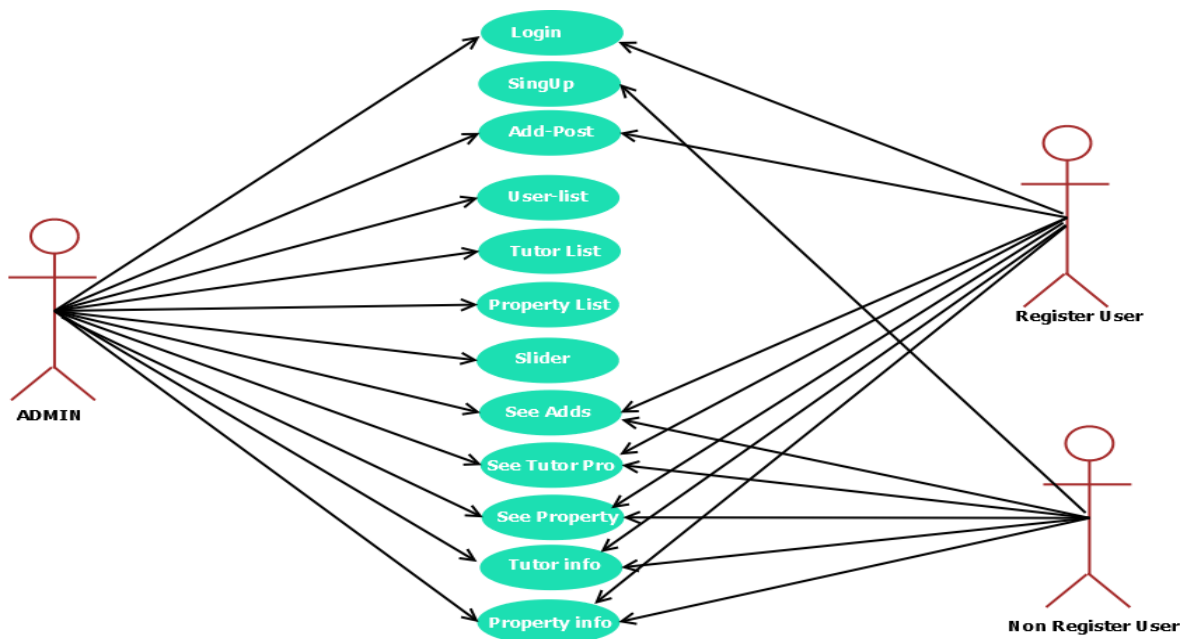 Login
SingUp
Add-Post
User-list
Tutor List
Property List
Slider
See Adds
See Tutor Pro
See Property
Tutor info
Property info
ADMIN
Register User
Non Register User